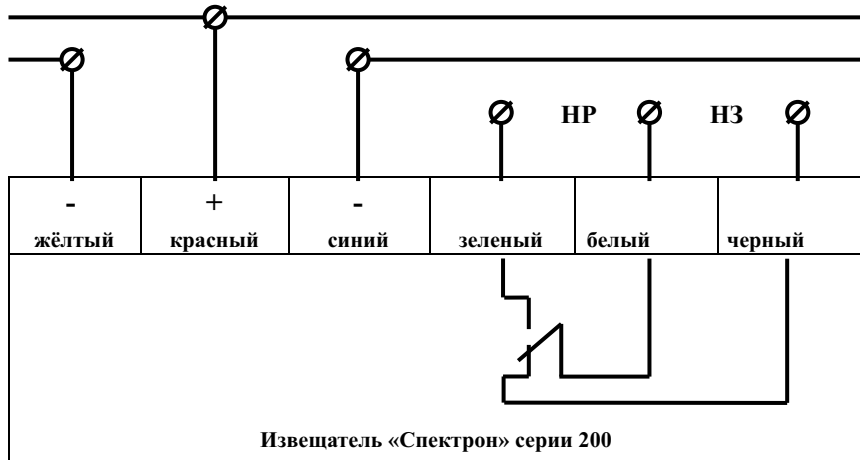 НР НЗ
- + -
жёлтый красный синий зеленый белый черный
Извещатель «Спектрон» серии 200